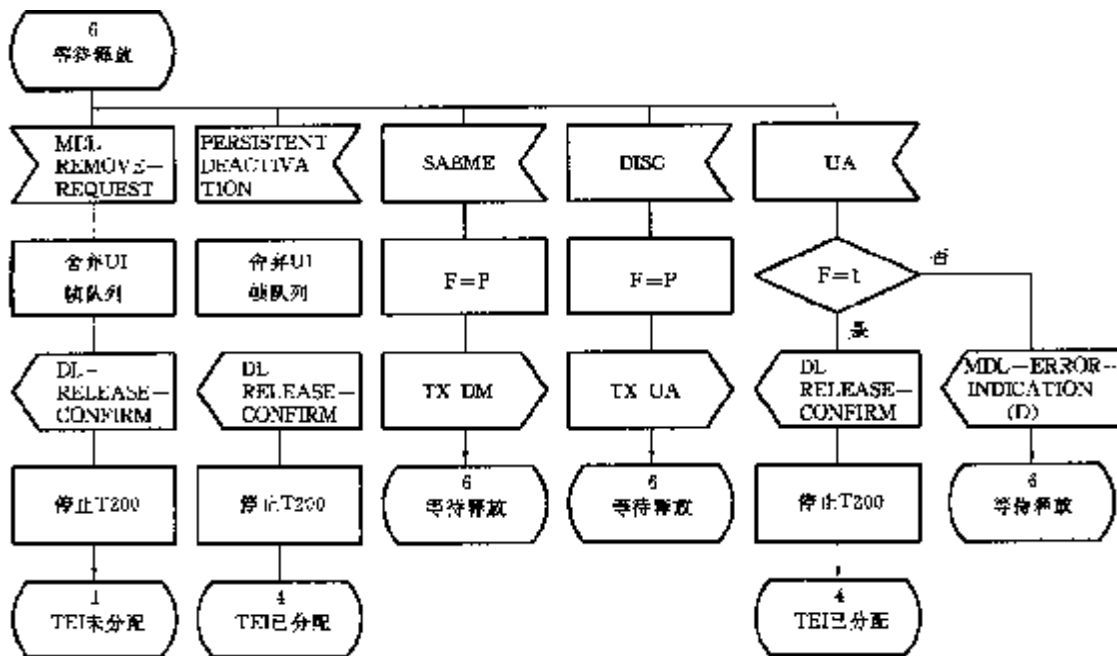 6
等待释放
MDL
REMOVE—
REQUEST
PERSISTENT
DEACTIVA
TION
SABME
DISC
UA
舍弃UI
帧队列
舍弃UI
帧队列
F=P
F=P
F=1
否
是
DL-
RELEASE—
CONFIRM
DL
RELEASE—
CONFIRM
TX DM
TX UA
DL
RELEASE—
CONFIRM
MDL—ERROR—
INDICATION
(D)
停止T200
停止T200
6
等待释放
6
等待释放
停止T200
6
等待释放
1
TEI未分配
4
TEI已分配
4
TEI已分配